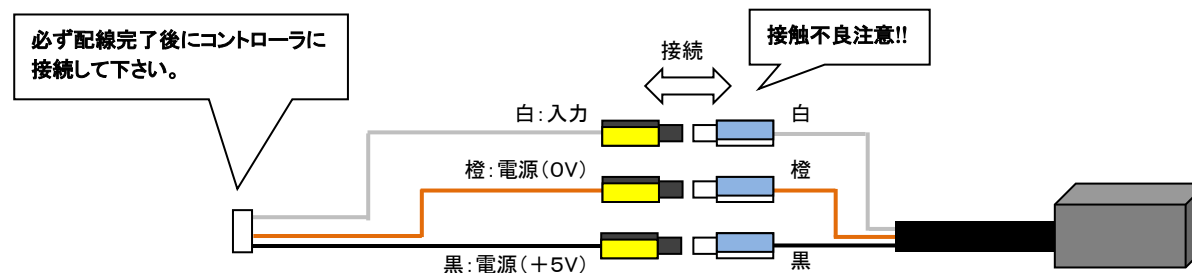 必ず配線完了後にコントローラに
接続して下さい。
接続
接触不良注意!!
白：入力
白
橙：電源（0V）
橙
黒：電源（＋5V）
黒